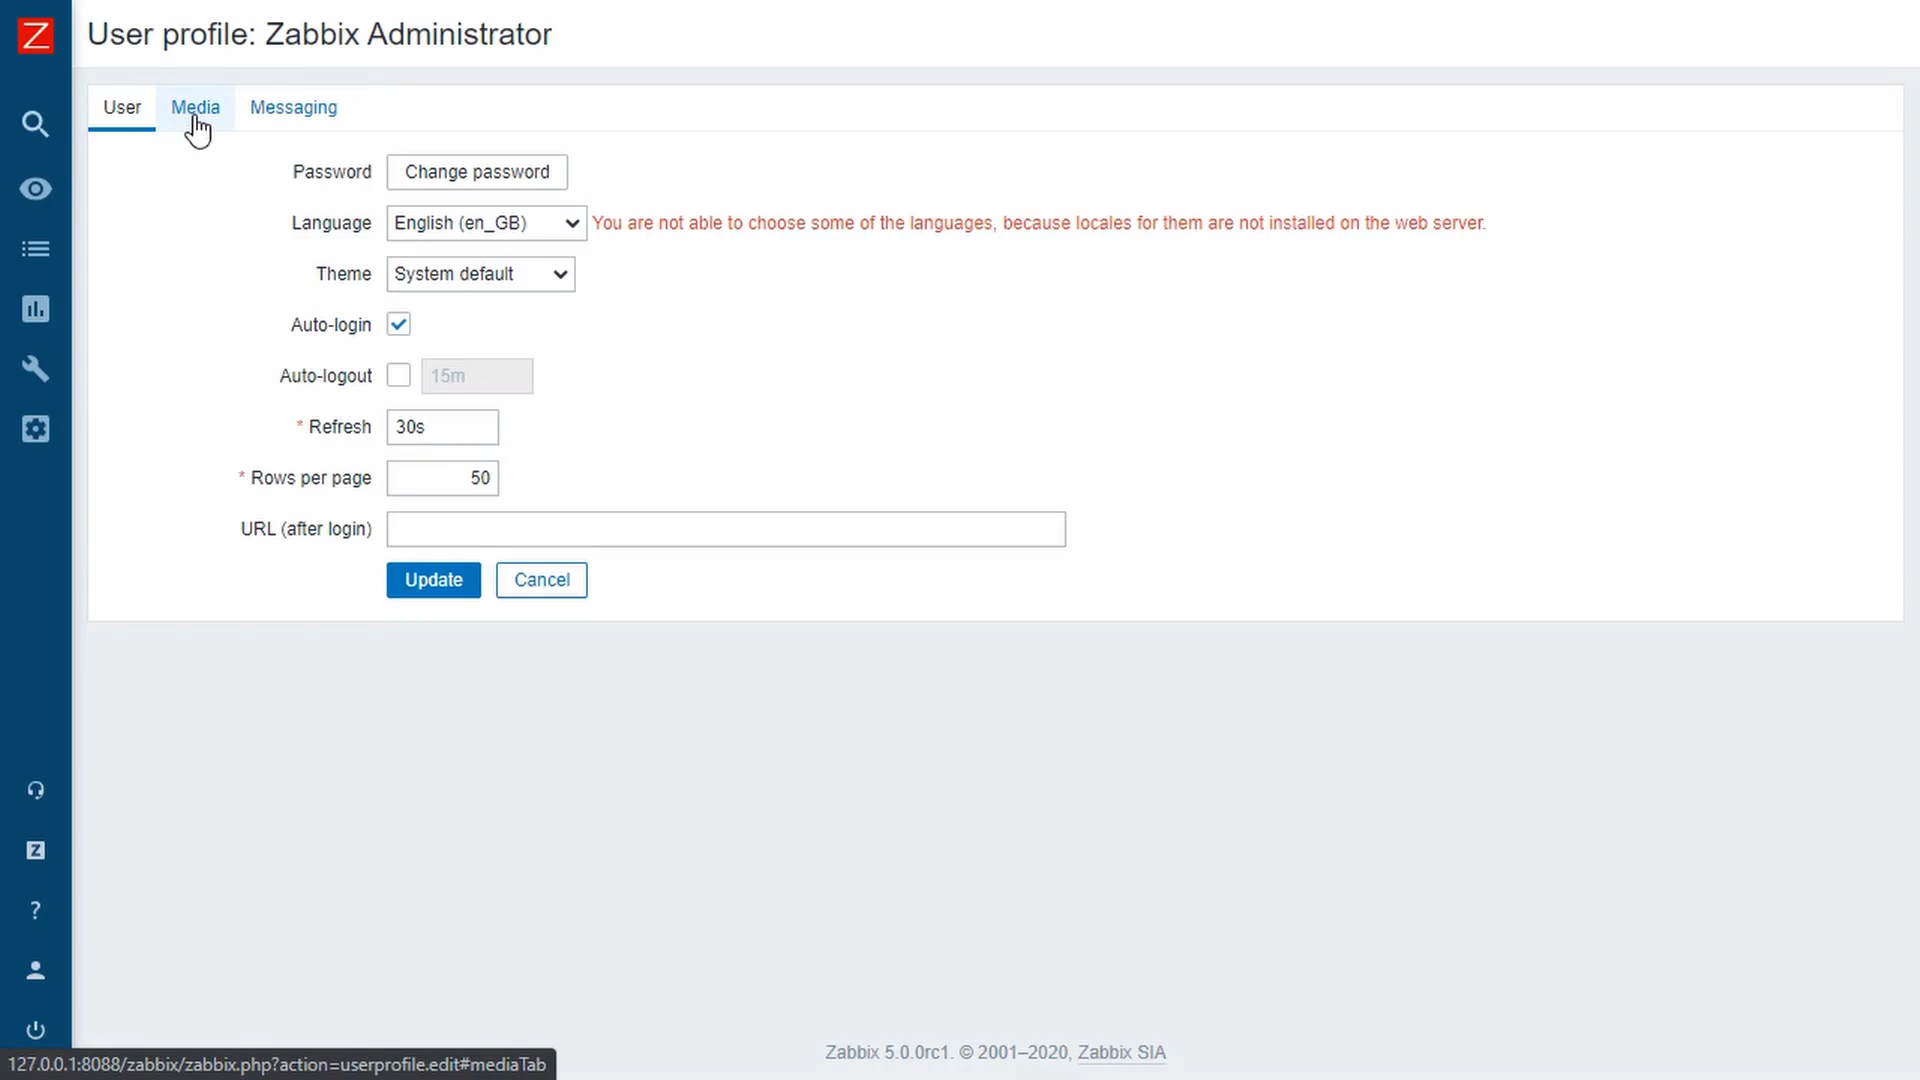 Z
User profile: Zabbix Administrator
User Media Messaging
Password Change password
Language English (en_GB) You are not able to choose some of the languages, because locales for them are not installed on the web server.
Theme System default
Auto-login
Auto-logout 15m
* Refresh 30s
* Rows per page 50
URL (after login)
Update Cancel
Z
?
Zabbix 5.0.0rc1. © 2001–2020, Zabbix SIA
127.0.0.1:8088/zabbix/zabbix.php?action=userprofile.edit#mediaTab